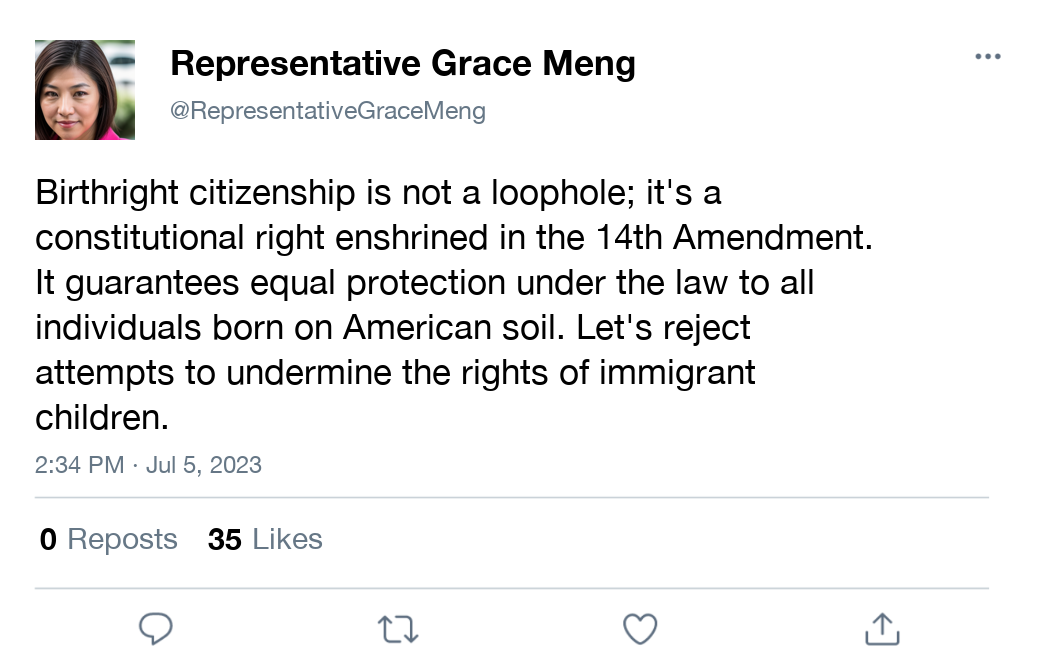 Representative Grace Meng
@RepresentativeGraceMeng
Birthright citizenship is not a loophole; it's a
constitutional right enshrined in the 14th Amendment.
It guarantees equal protection under the law to all
individuals born on American soil. Let's reject
attempts to undermine the rights of immigrant
children.
2:34 PM · Jul 5, 2023
0 Reposts 35 Likes